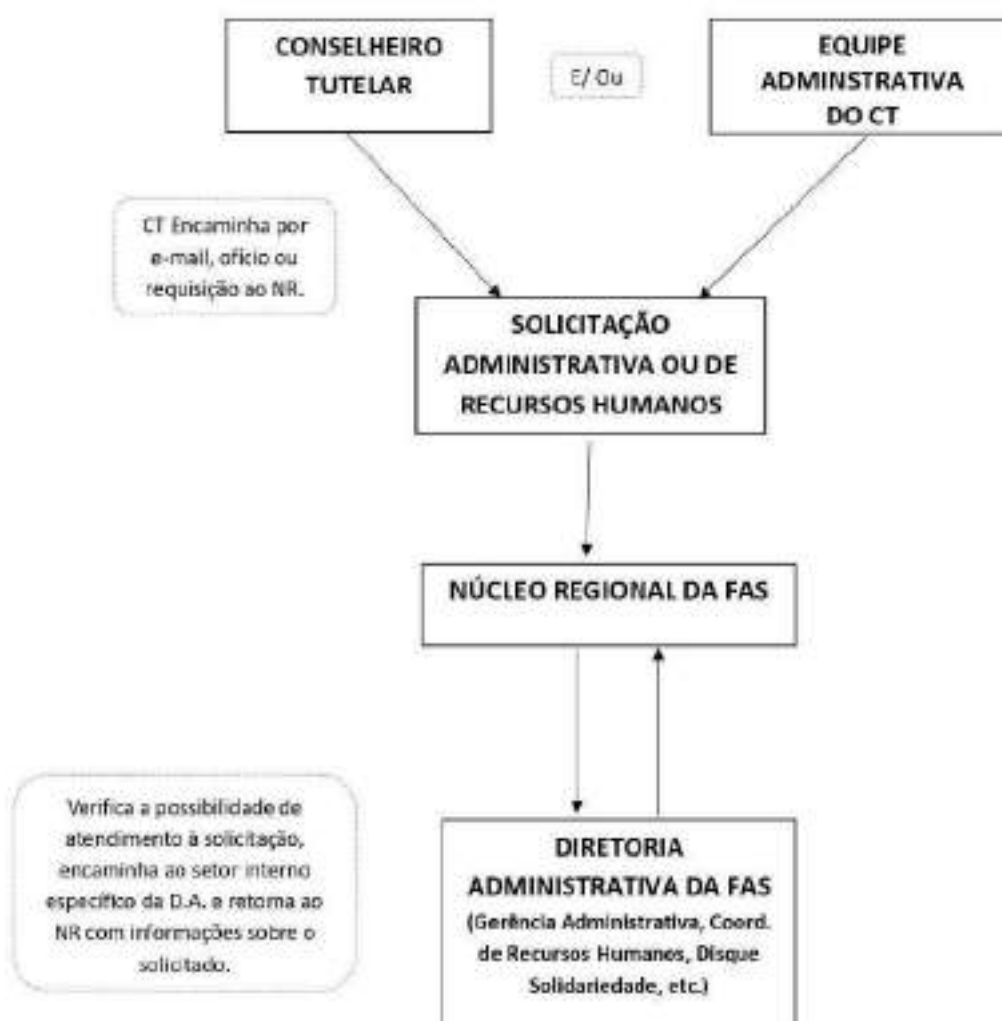 CONSELHEIRO
TUTELAR
E/ Ou
EQUIPE
ADMINSTRATIVA
DO CT
CT Encaminha por
e-mail, ofício ou
requisição ao NR.
SOLICITAÇÃO
ADMINISTRATIVA OU DE
RECURSOS HUMANOS
NÚCLEO REGIONAL DA FAS
Verifica a possibilidade de
atendimento à solicitação,
encaminha ao setor interno
específico da D.A. e retorna ao
NR com informações sobre o
solicitado.
DIRETORIA
ADMINISTRATIVA DA FAS
(Gerência Administrativa, Coord.
de Recursos Humanos, Disque
Solidariedade, etc.)